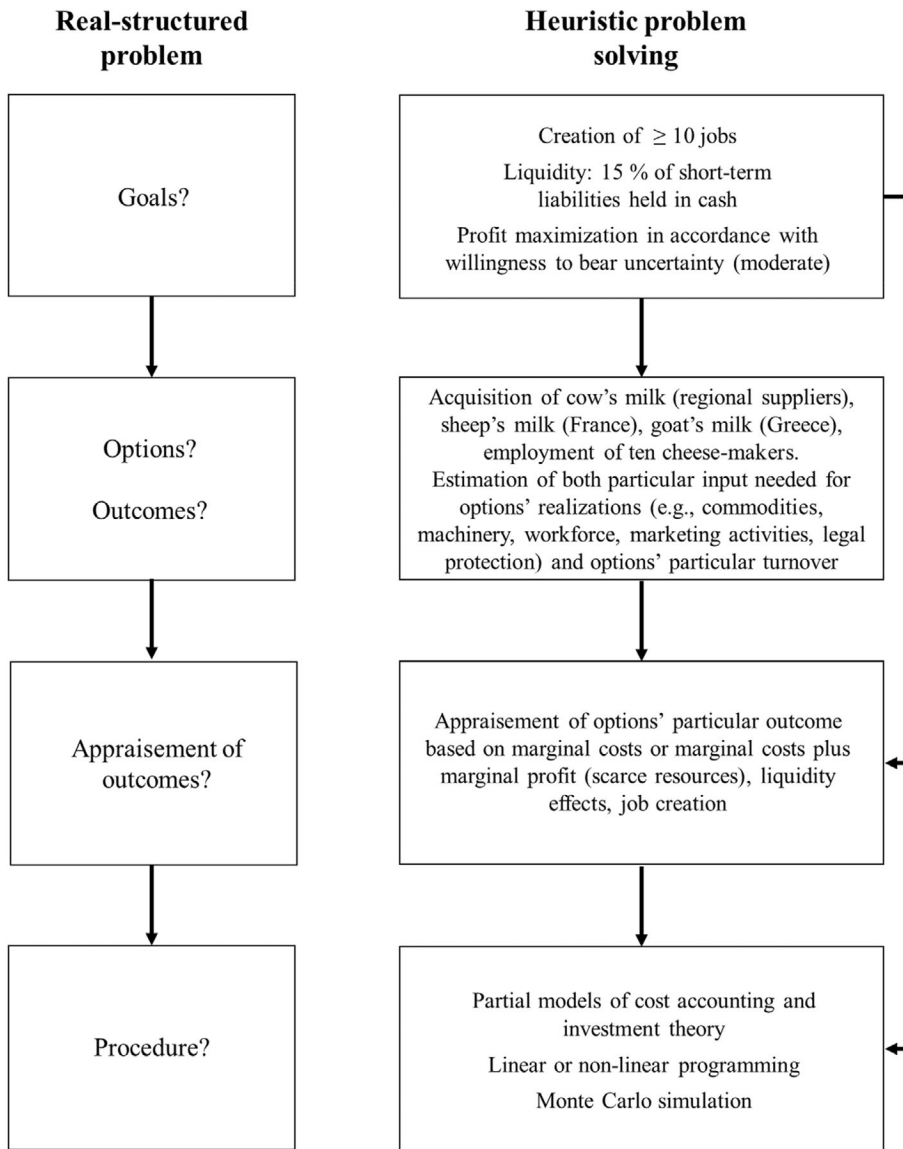 Real-structured
problem
Heuristic problem
solving
Goals?
Creation of ≥ 10 jobs
Liquidity: 15 % of short-term
liabilities held in cash
Profit maximization in accordance with
willingness to bear uncertainty (moderate)
Options?
Outcomes?
Acquisition of cow’s milk (regional suppliers),
sheep’s milk (France), goat’s milk (Greece),
employment of ten cheese-makers.
Estimation of both particular input needed for
options’ realizations (e.g., commodities,
machinery, workforce, marketing activities, legal
protection) and options’ particular turnover
Appraisement of
outcomes?
Appraisement of options’ particular outcome
based on marginal costs or marginal costs plus
marginal profit (scarce resources), liquidity
effects, job creation
Procedure?
Partial models of cost accounting and
investment theory
Linear or non-linear programming
Monte Carlo simulation